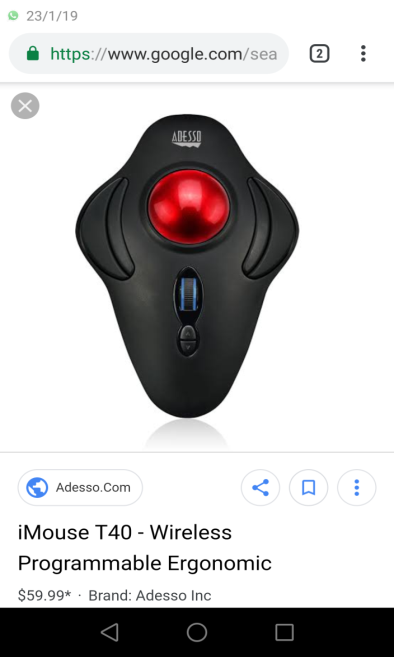 23/1/19
https://www.google.com/sea
2
ADESSO
Adesso.Com
iMouse T40 - Wireless
Programmable Ergonomic
$59.99* · Brand: Adesso Inc